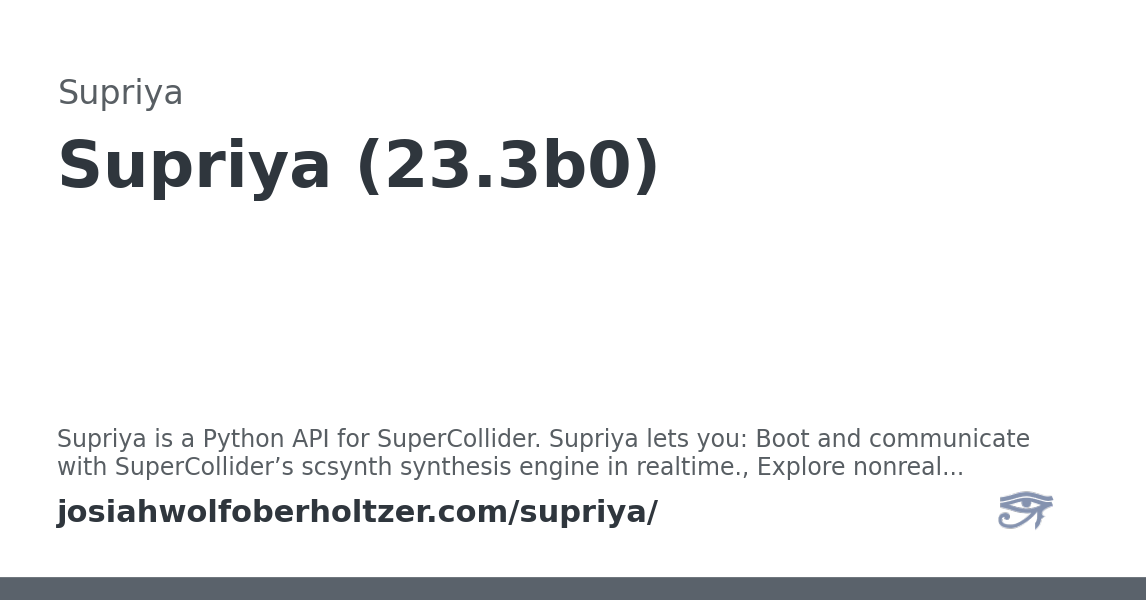 Supriya
Supriya (23.3b0)
Supriya is a Python API for SuperCollider. Supriya lets you: Boot and communicate
with SuperCollider’s scsynth synthesis engine in realtime., Explore nonreal...
josiahwolfoberholtzer.com/supriya/